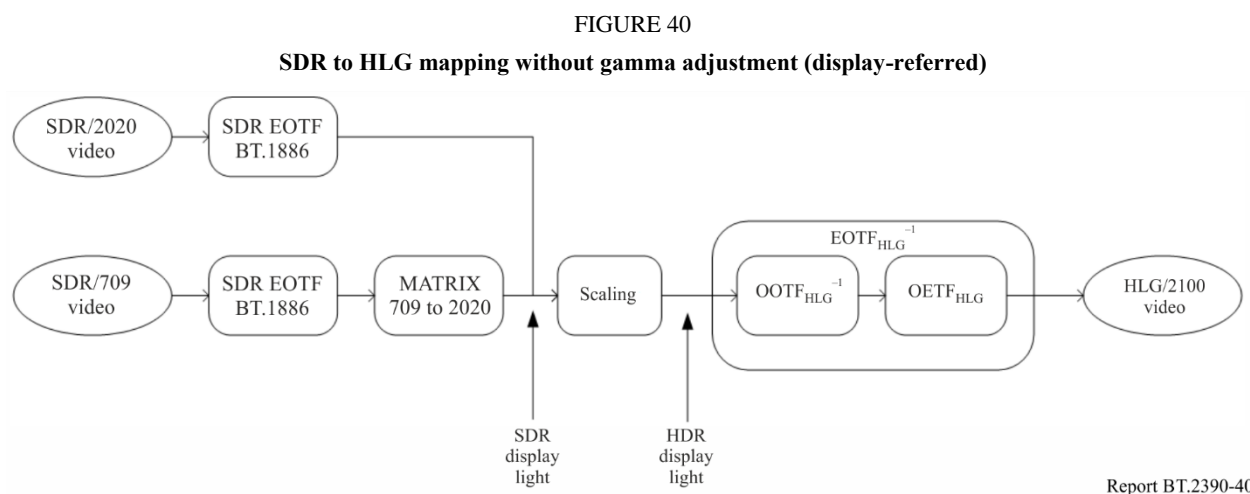 FIGURE 40
SDR to HLG mapping without gamma adjustment (display-referred)
SDR/2020
video
SDR EOTF
BT.1886
SDR/709
video
SDR EOTF
BT.1886
MATRIX
709 to 2020
Scaling
EOTF_HLG^–1
OOTF_HLG^–1
OETF_HLG
HLG/2100
video
SDR
display
light
HDR
display
light
Report BT.2390-40